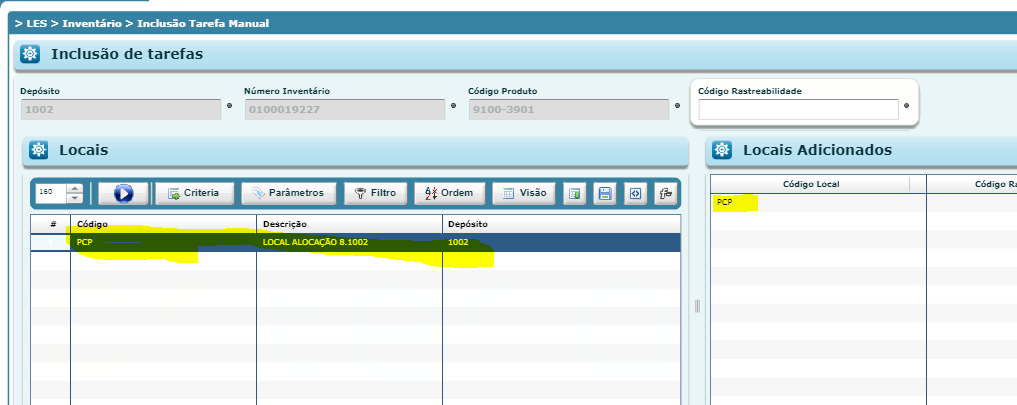 > LES > Inventário > Inclusão Tarefa Manual
Inclusão de tarefas
Depósito
Número Inventário
Código Produto
Código Rastreabilidade
1002
0100019227
9100-3901
Locais
Locais Adicionados
160
Criteria
Parâmetros
Filtro
Ordem
Visão
# Código Descrição Depósito
PCP LOCAL ALOCAÇÃO 8.1002 1002
Código Local
PCP